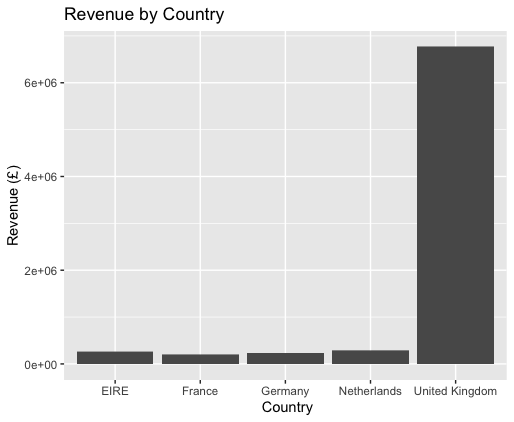 Revenue by Country
Revenue (£)
6e+06
4e+06
2e+06
0e+00
EIRE France Germany Netherlands United Kingdom
Country